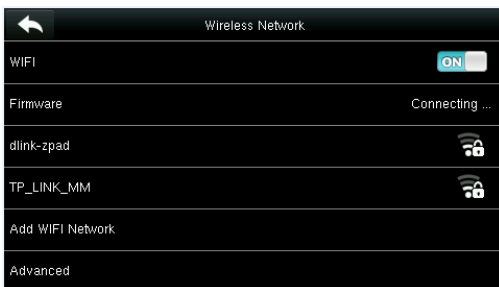 Wireless Network
WIFI ON
Firmware Connecting ...
dlink-zpad
TP_LINK_MM
Add WIFI Network
Advanced